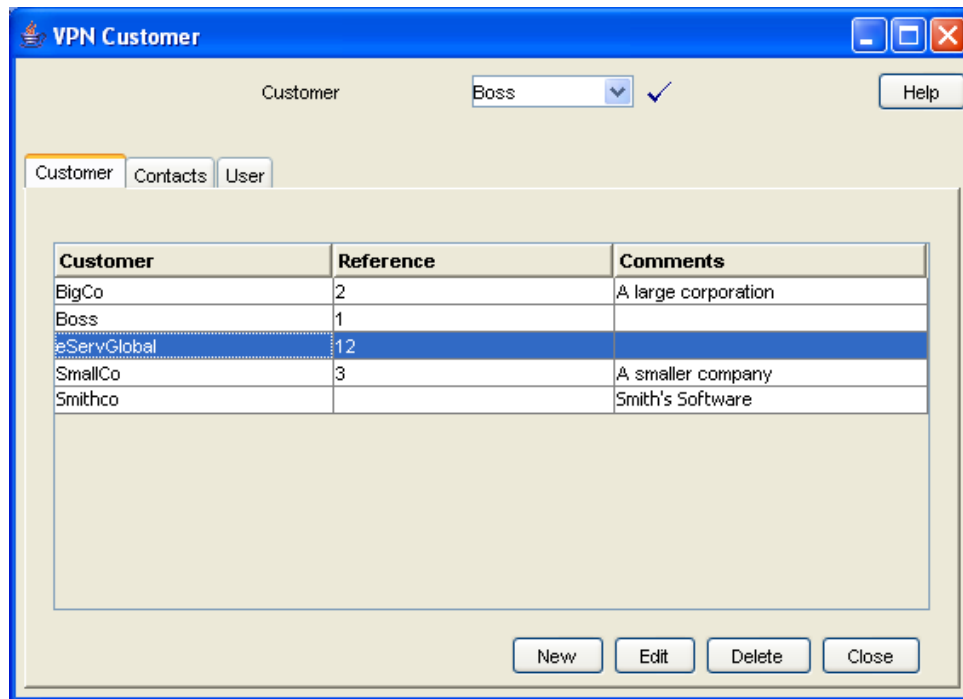 VPN Customer
Customer Boss Help
Customer Contacts User
Customer Reference Comments
BigCo 2 A large corporation
Boss 1
eServGlobal 12
SmallCo 3 A smaller company
Smithco Smith's Software
New Edit Delete Close